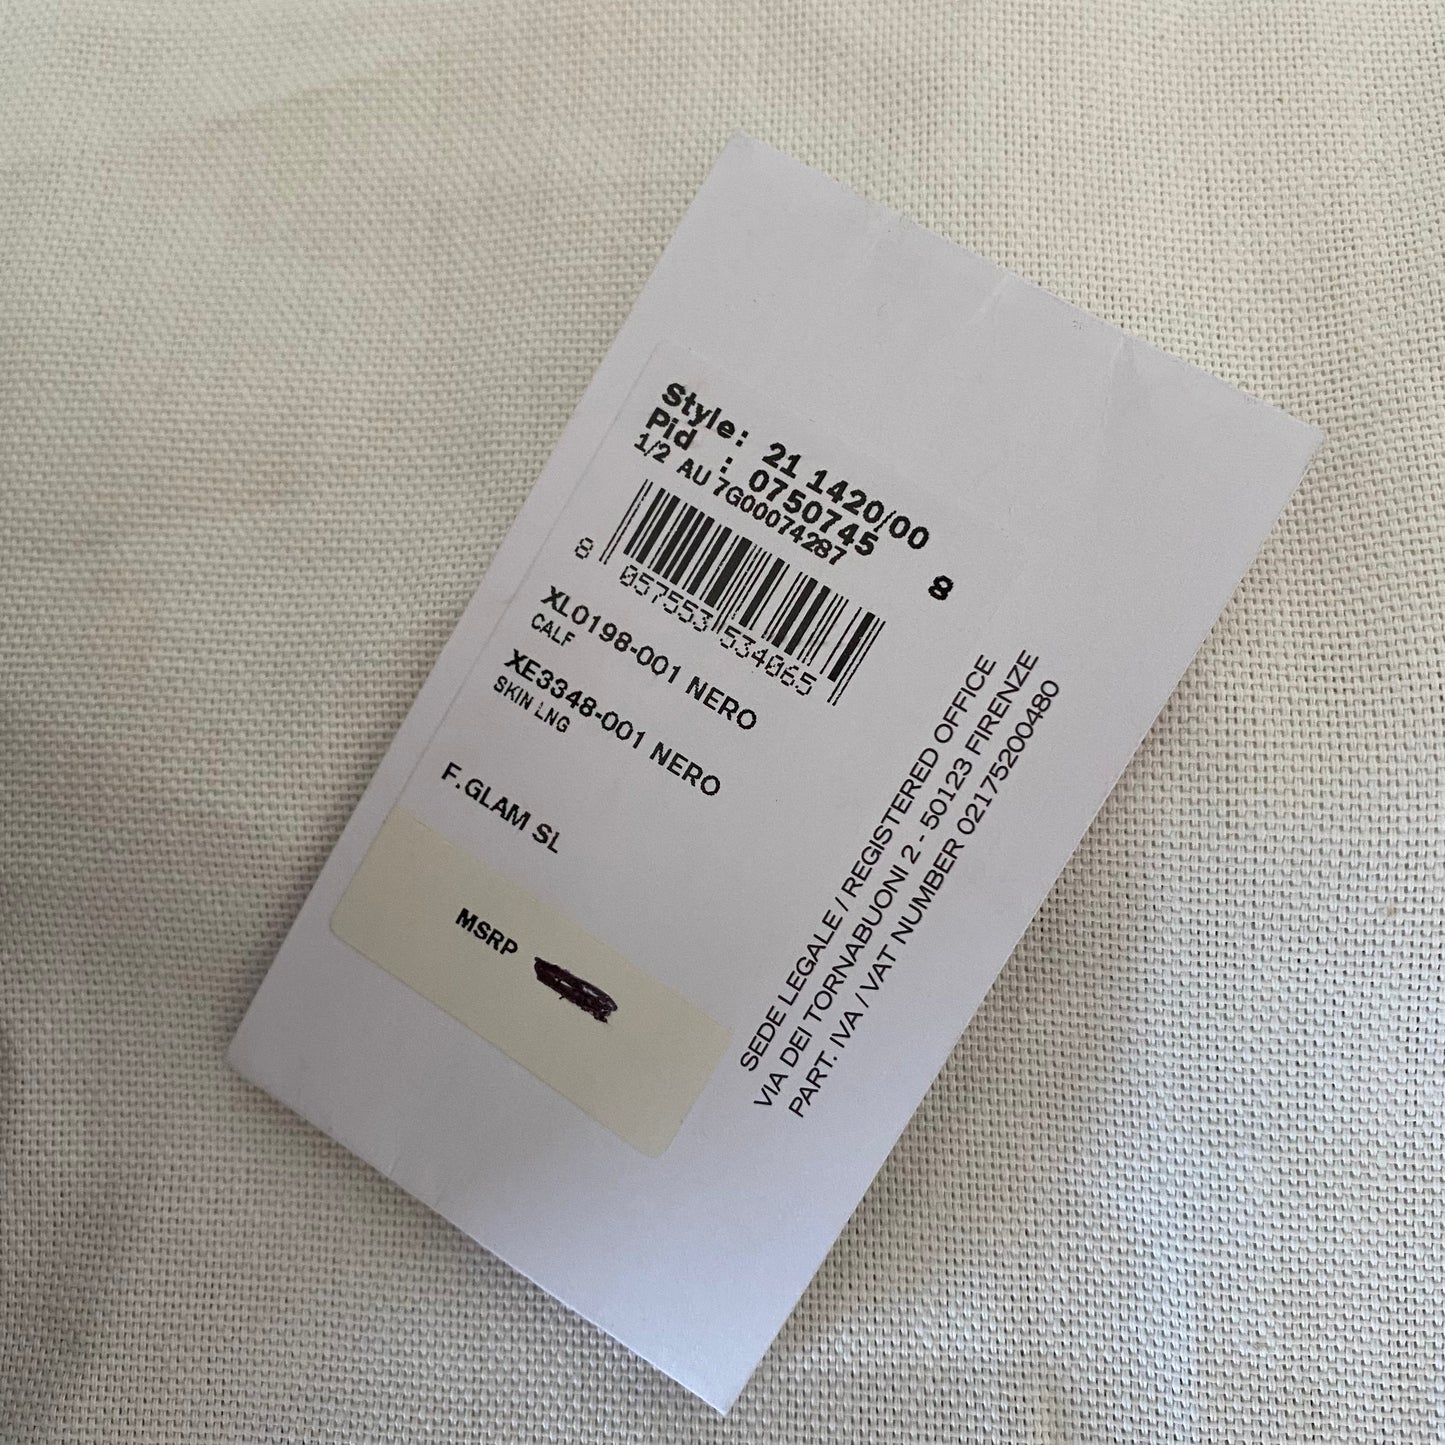 Style: 21 1420/00
Pid : 0750745
1/2 AU 7G00074287
8
8 057553 534065
XL0198-001 NERO
CALF
XE3348-001 NERO
SKIN LNG
F.GLAM SL
MSRP
SEDE LEGALE / REGISTERED OFFICE
VIA DEI TORNABUONI 2 - 50123 FIRENZE
PART. IVA / VAT NUMBER 02175200480